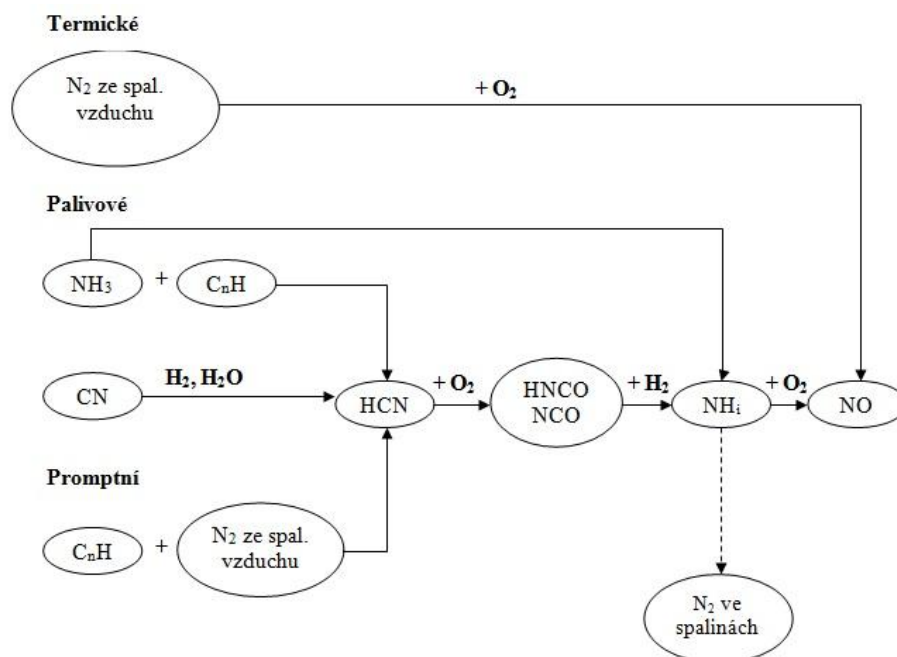 Termické
N₂ ze spal.
vzduchu
+ O₂
Palivové
NH₃ + CₙH
CN
H₂, H₂O
HCN
+ O₂
HNCO
NCO
+ H₂
NHᵢ
+ O₂
NO
Promptní
CₙH +
N₂ ze spal.
vzduchu
N₂ ve
spalinách